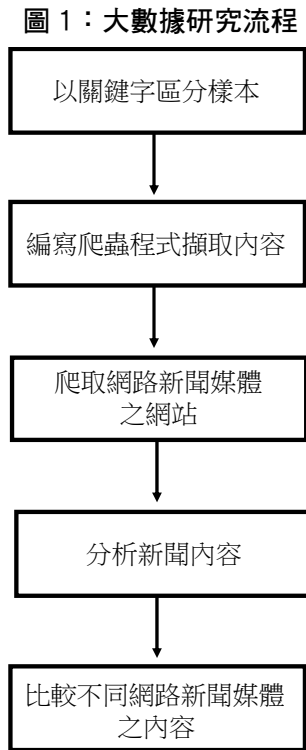 圖 1：大數據研究流程
以關鍵字區分樣本
編寫爬蟲程式擷取內容
爬取網路新聞媒體
之網站
分析新聞內容
比較不同網路新聞媒體
之內容